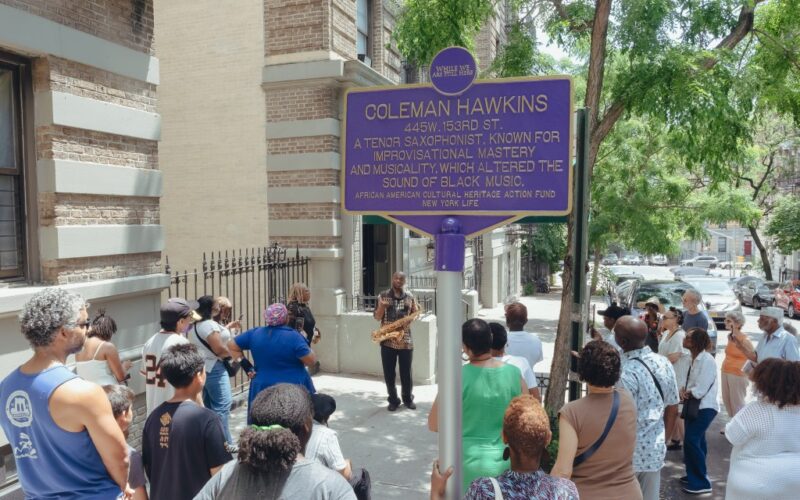 WHILE WE
ARE STILL HERE
COLEMAN HAWKINS
445W. 153RD ST.
A TENOR SAXOPHONIST, KNOWN FOR
IMPROVISATIONAL MASTERY
AND MUSICALITY, WHICH ALTERED THE
SOUND OF BLACK MUSIC.
AFRICAN AMERICAN CULTURAL HERITAGE ACTION FUND
NEW YORK LIFE